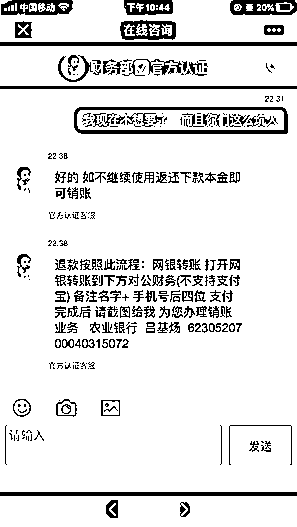 中国移动 下午10:44 20%
在线咨询
财务部 官方认证
22:31
我现在不想要了 而且你们这么坑人
22:38
好的 如不继续使用返还下款本金即
可销账
官方认证客服
22:38
退款按照此流程：网银转账 打开网
银转账到下方对公财务(不支持支付
宝) 备注名字+ 手机号后四位 支付
完成后 请截图给我 为您办理销账
业务 农业银行 吕基炀 62305207
00040315072
官方认证客服
请输入
发送